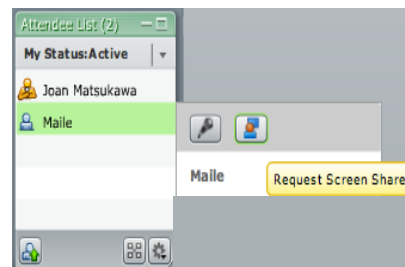 Attendee List (2)
My Status:Active
Joan Matsukawa
Maile
Maile
Request Screen Share